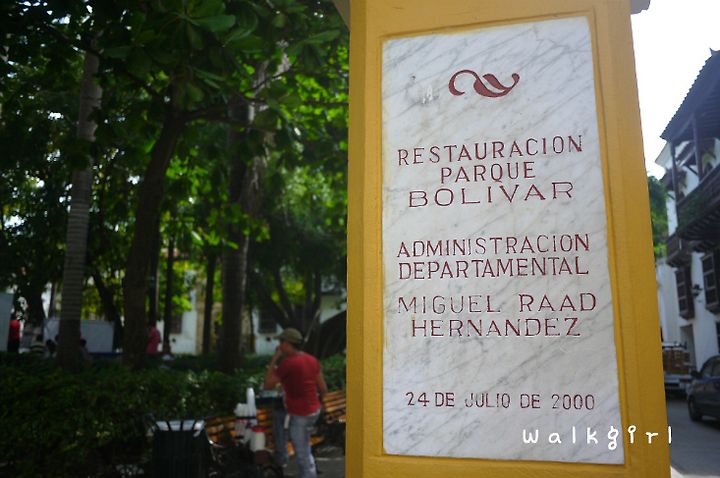 RESTAURACION
PARQUE
BOLIVAR
ADMINISTRACION
DEPARTAMENTAL
MIGUEL RAAD
HERNANDEZ
24 DE JULIO DE 2000
walkgirl